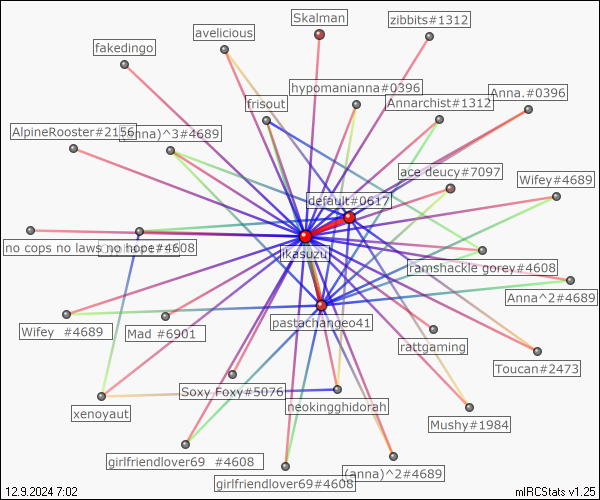 Skalman
zibbits#1312
avelicious
fakedingo
hypomanianna#0396
Anna.#0396
frisout
Annarchist#1312
AlpineRooster#2156
(anna)^3#4689
ace deucy#7097
Wifey#4689
default#0617
no cops no laws no hope#4608
ikasuzu
ramshackle gorey#4608
Anna^2#4689
Wifey #4689
Mad #6901
pastachangeo41
rattgaming
Toucan#2473
Soxy Foxy#5076
xenoyaut
neokingghidorah
Mushy#1984
girlfriendlover69 #4608
(anna)^2#4689
girlfriendlover69#4608
12.9.2024 7:02
mIRCStats v1.25